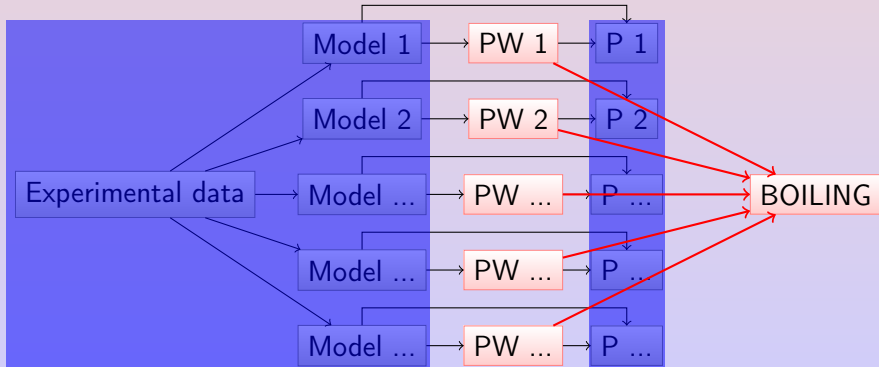 Model 1 PW 1 P 1
Model 2 PW 2 P 2
Experimental data Model ... PW ... P ... BOILING
Model ... PW ... P ...
Model ... PW ... P ...